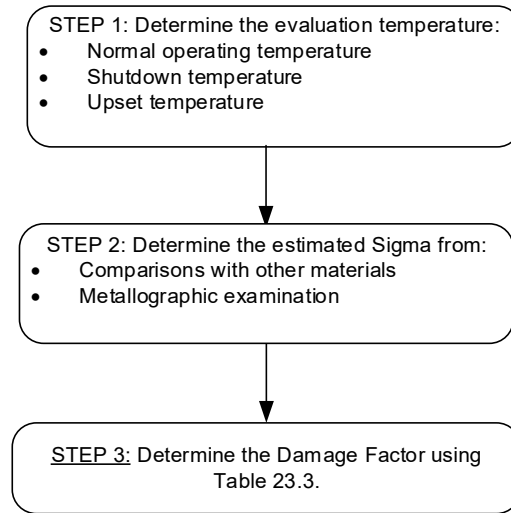 STEP 1: Determine the evaluation temperature:
• Normal operating temperature
• Shutdown temperature
• Upset temperature
STEP 2: Determine the estimated Sigma from:
• Comparisons with other materials
• Metallographic examination
STEP 3: Determine the Damage Factor using
Table 23.3.